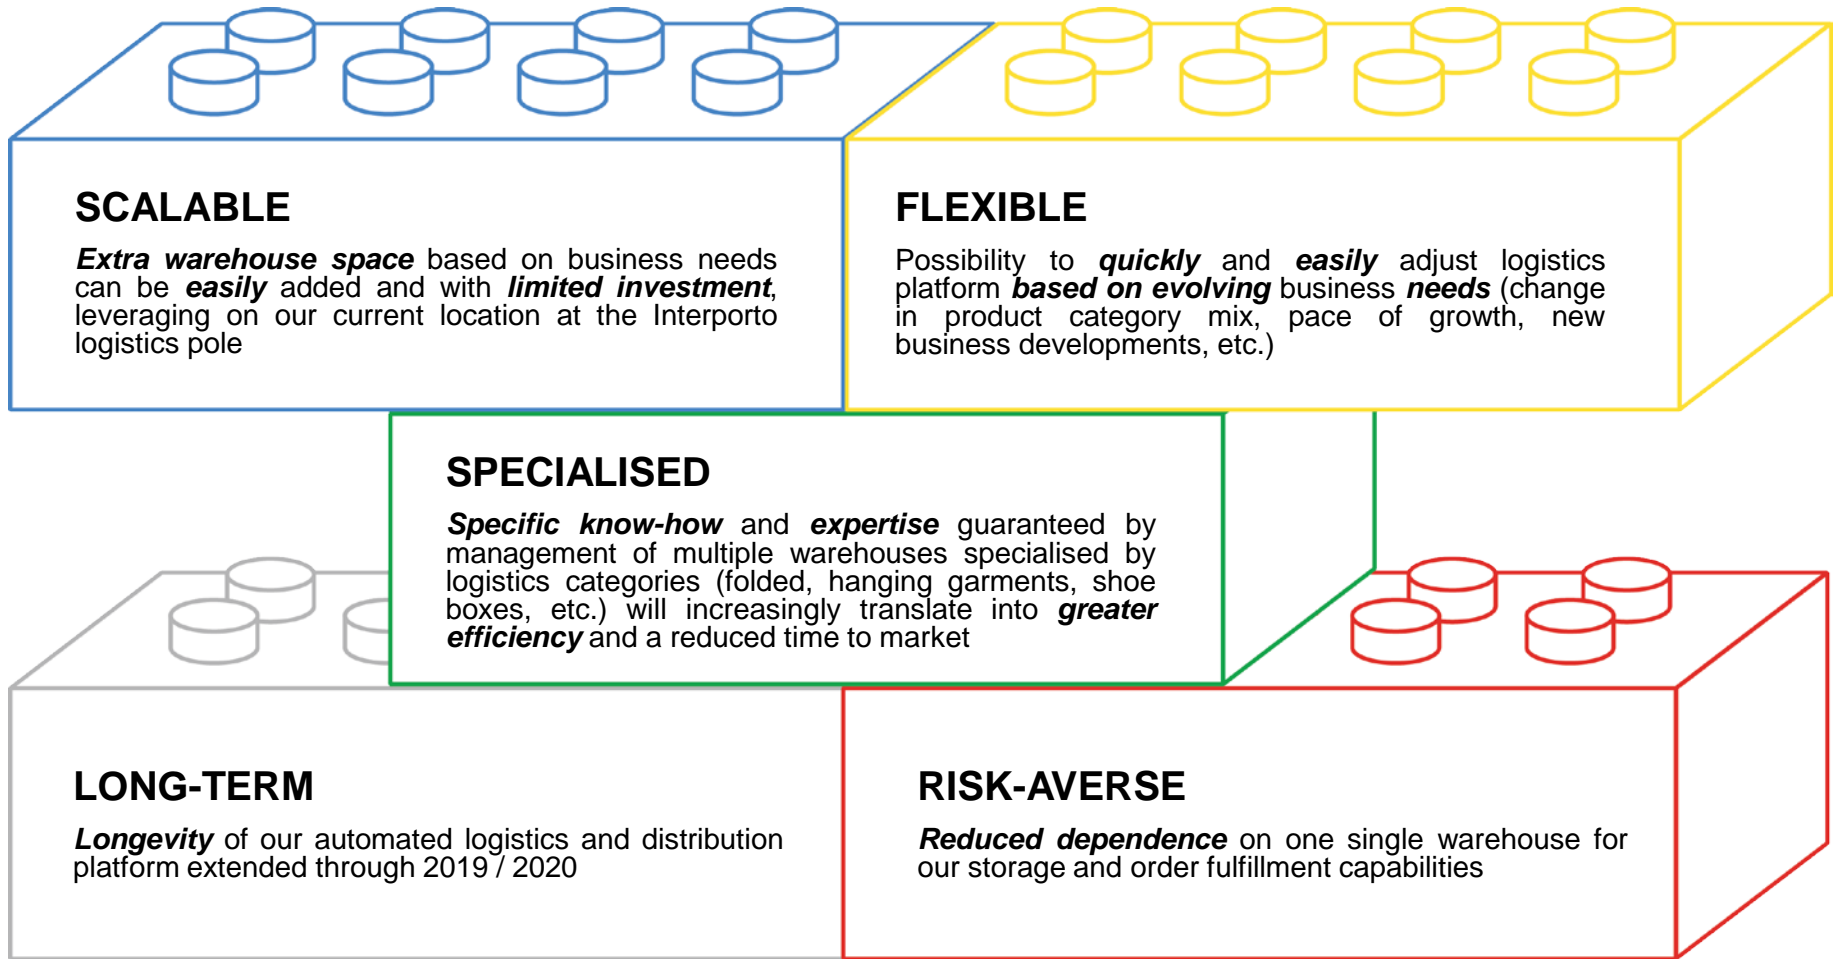 SCALABLE
Extra warehouse space based on business needs
can be easily added and with limited investment,
leveraging on our current location at the Interporto
logistics pole
FLEXIBLE
Possibility to quickly and easily adjust logistics
platform based on evolving business needs (change
in product category mix, pace of growth, new
business developments, etc.)
SPECIALISED
Specific know-how and expertise guaranteed by
management of multiple warehouses specialised by
logistics categories (folded, hanging garments, shoe
boxes, etc.) will increasingly translate into greater
efficiency and a reduced time to market
LONG-TERM
Longevity of our automated logistics and distribution
platform extended through 2019 / 2020
RISK-AVERSE
Reduced dependence on one single warehouse for
our storage and order fulfillment capabilities